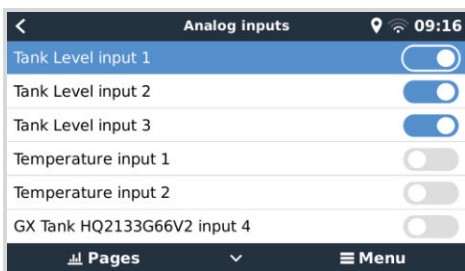 Analog inputs 09:16
Tank Level input 1
Tank Level input 2
Tank Level input 3
Temperature input 1
Temperature input 2
GX Tank HQ2133G66V2 input 4
Pages Menu